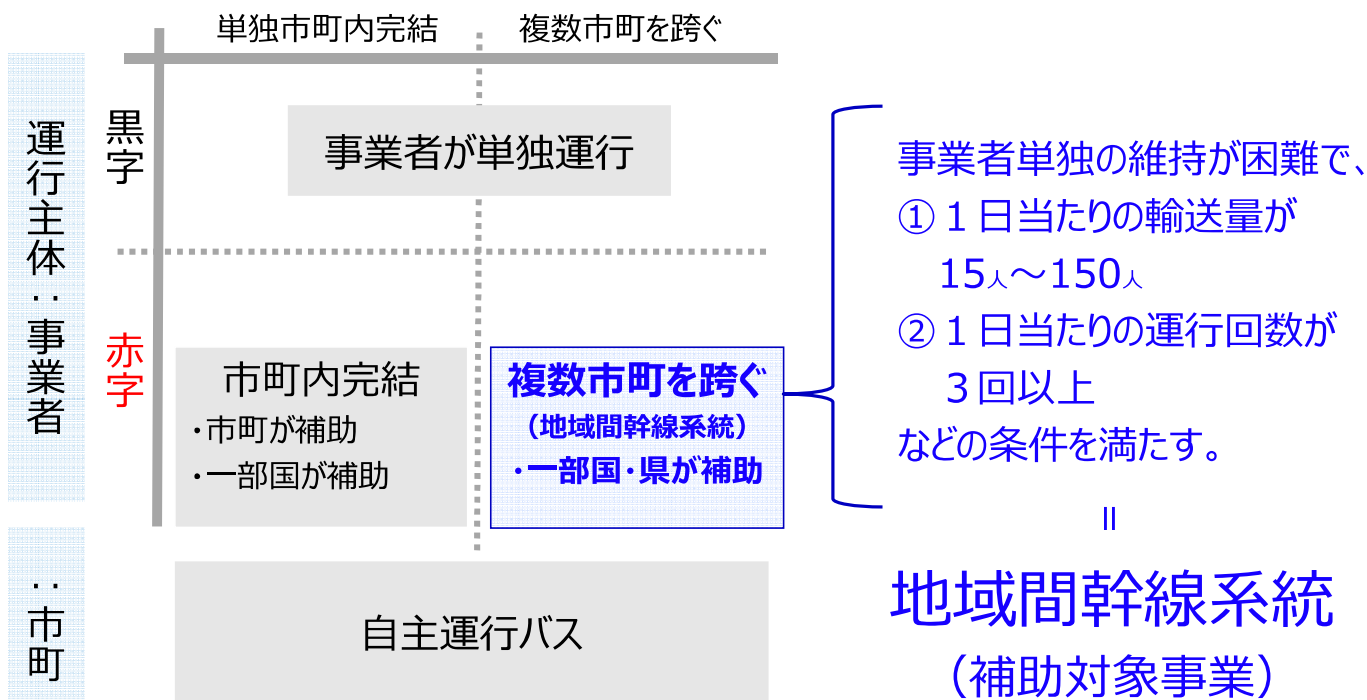 単独市町内完結
複数市町を跨ぐ
運行主体：事業者
黒字
事業者が単独運行
赤字
市町内完結
・市町が補助
・一部国が補助
複数市町を跨ぐ
（地域間幹線系統）
・一部国・県が補助
：市町
自主運行バス
事業者単独の維持が困難で、
①１日当たりの輸送量が
15人～150人
②１日当たりの運行回数が
３回以上
などの条件を満たす。
＝
地域間幹線系統
（補助対象事業）